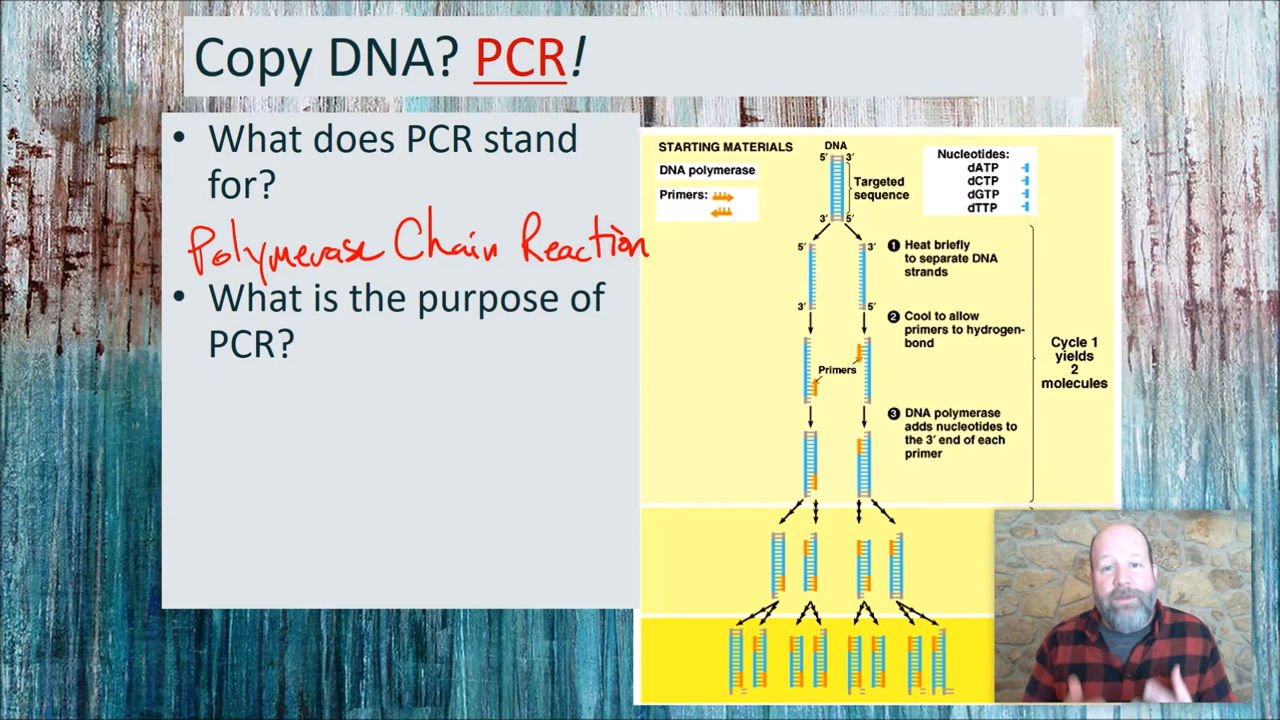 Copy DNA? PCR!
• What does PCR stand
for?
Polymerase Chain Reaction
• What is the purpose of
PCR?
STARTING MATERIALS
DNA polymerase
Primers:
DNA
5′ 3′
Targeted
sequence
3′ 5′
Nucleotides:
dATP
dCTP
dGTP
dTTP
5′ 3′
3′ 5′
1 Heat briefly
to separate DNA
strands
2 Cool to allow
primers to hydrogen-
bond
Primers
3 DNA polymerase
adds nucleotides to
the 3′ end of each
primer
Cycle 1
yields
2
molecules